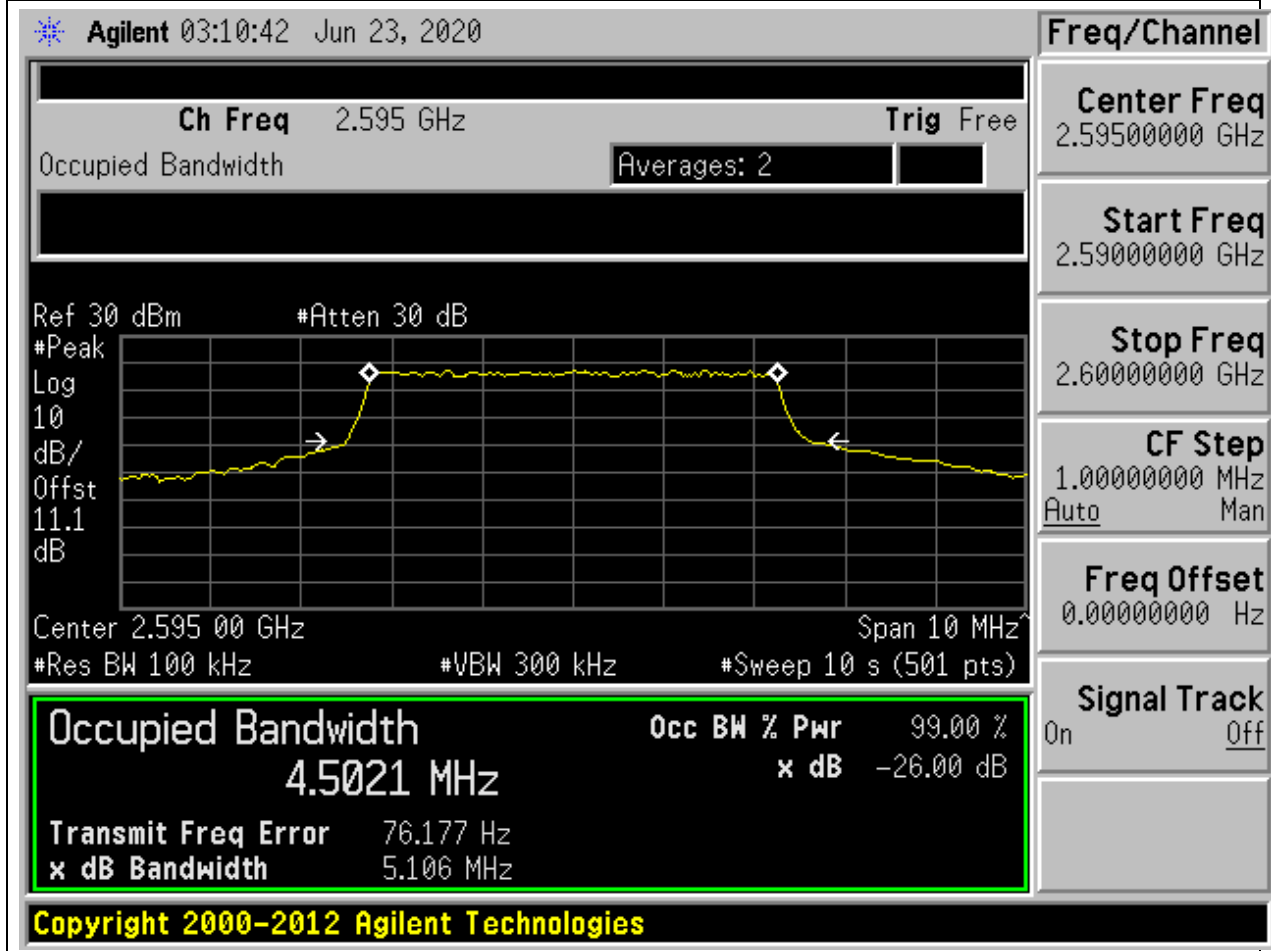 Agilent 03:10:42 Jun 23, 2020
Freq/Channel
Ch Freq 2.595 GHz Trig Free
Occupied Bandwidth Averages: 2
Ref 30 dBm #Atten 30 dB
#Peak
Log
10
dB/
Offst
11.1
dB
Center 2.595 00 GHz Span 10 MHz^
#Res BW 100 kHz #VBW 300 kHz #Sweep 10 s (501 pts)
Occupied Bandwidth Occ BW % Pwr 99.00 %
4.5021 MHz x dB -26.00 dB
Transmit Freq Error 76.177 Hz
x dB Bandwidth 5.106 MHz
Center Freq
2.59500000 GHz
Start Freq
2.59000000 GHz
Stop Freq
2.60000000 GHz
CF Step
1.00000000 MHz
Auto Man
Freq Offset
0.00000000 Hz
Signal Track
On Off
Copyright 2000-2012 Agilent Technologies